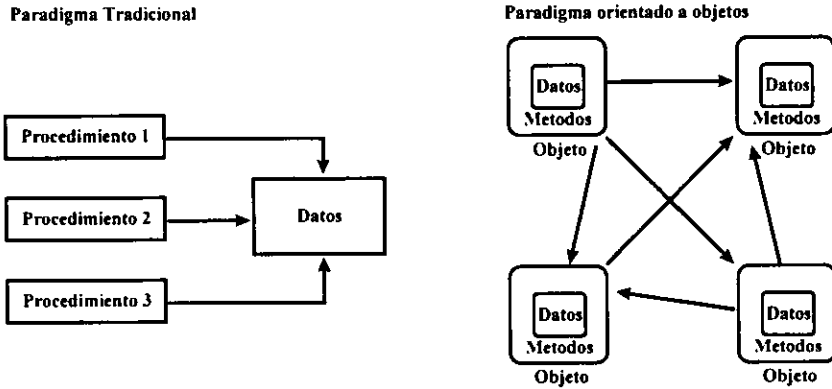 Paradigma Tradicional
Procedimiento 1
Procedimiento 2
Procedimiento 3
Datos
Paradigma orientado a objetos
Datos
Metodos
Objeto
Datos
Metodos
Objeto
Datos
Metodos
Objeto
Datos
Metodos
Objeto